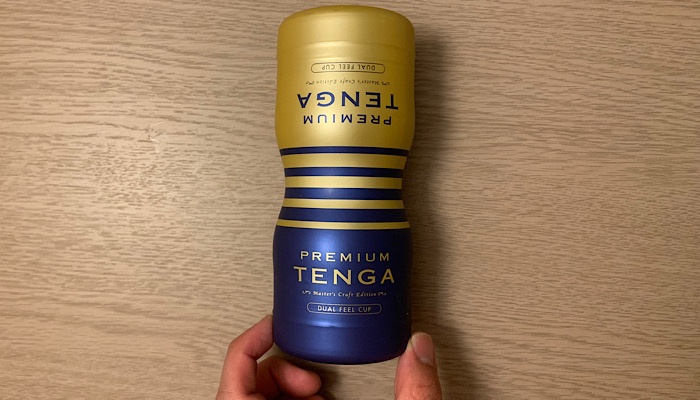 DUAL FEEL CUP
Master's Craft Edition
TENGA
PREMIUM
PREMIUM
TENGA
Master's Craft Edition
DUAL FEEL CUP